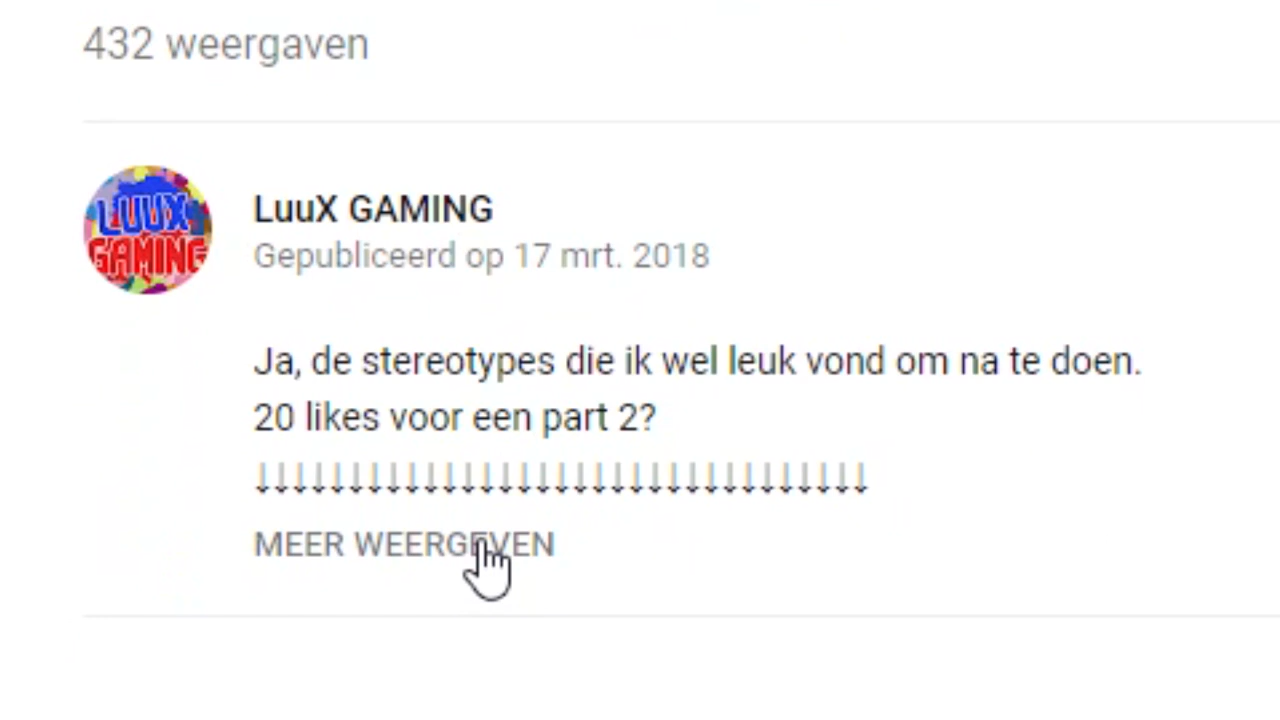 432 weergaven
LUUX
GAMING
LuuX GAMING
Gepubliceerd op 17 mrt. 2018
Ja, de stereotypes die ik wel leuk vond om na te doen.
20 likes voor een part 2?
↓↓↓↓↓↓↓↓↓↓↓↓↓↓↓↓↓↓↓↓↓↓↓↓↓↓↓↓↓↓↓↓↓
MEER WEERGEVEN